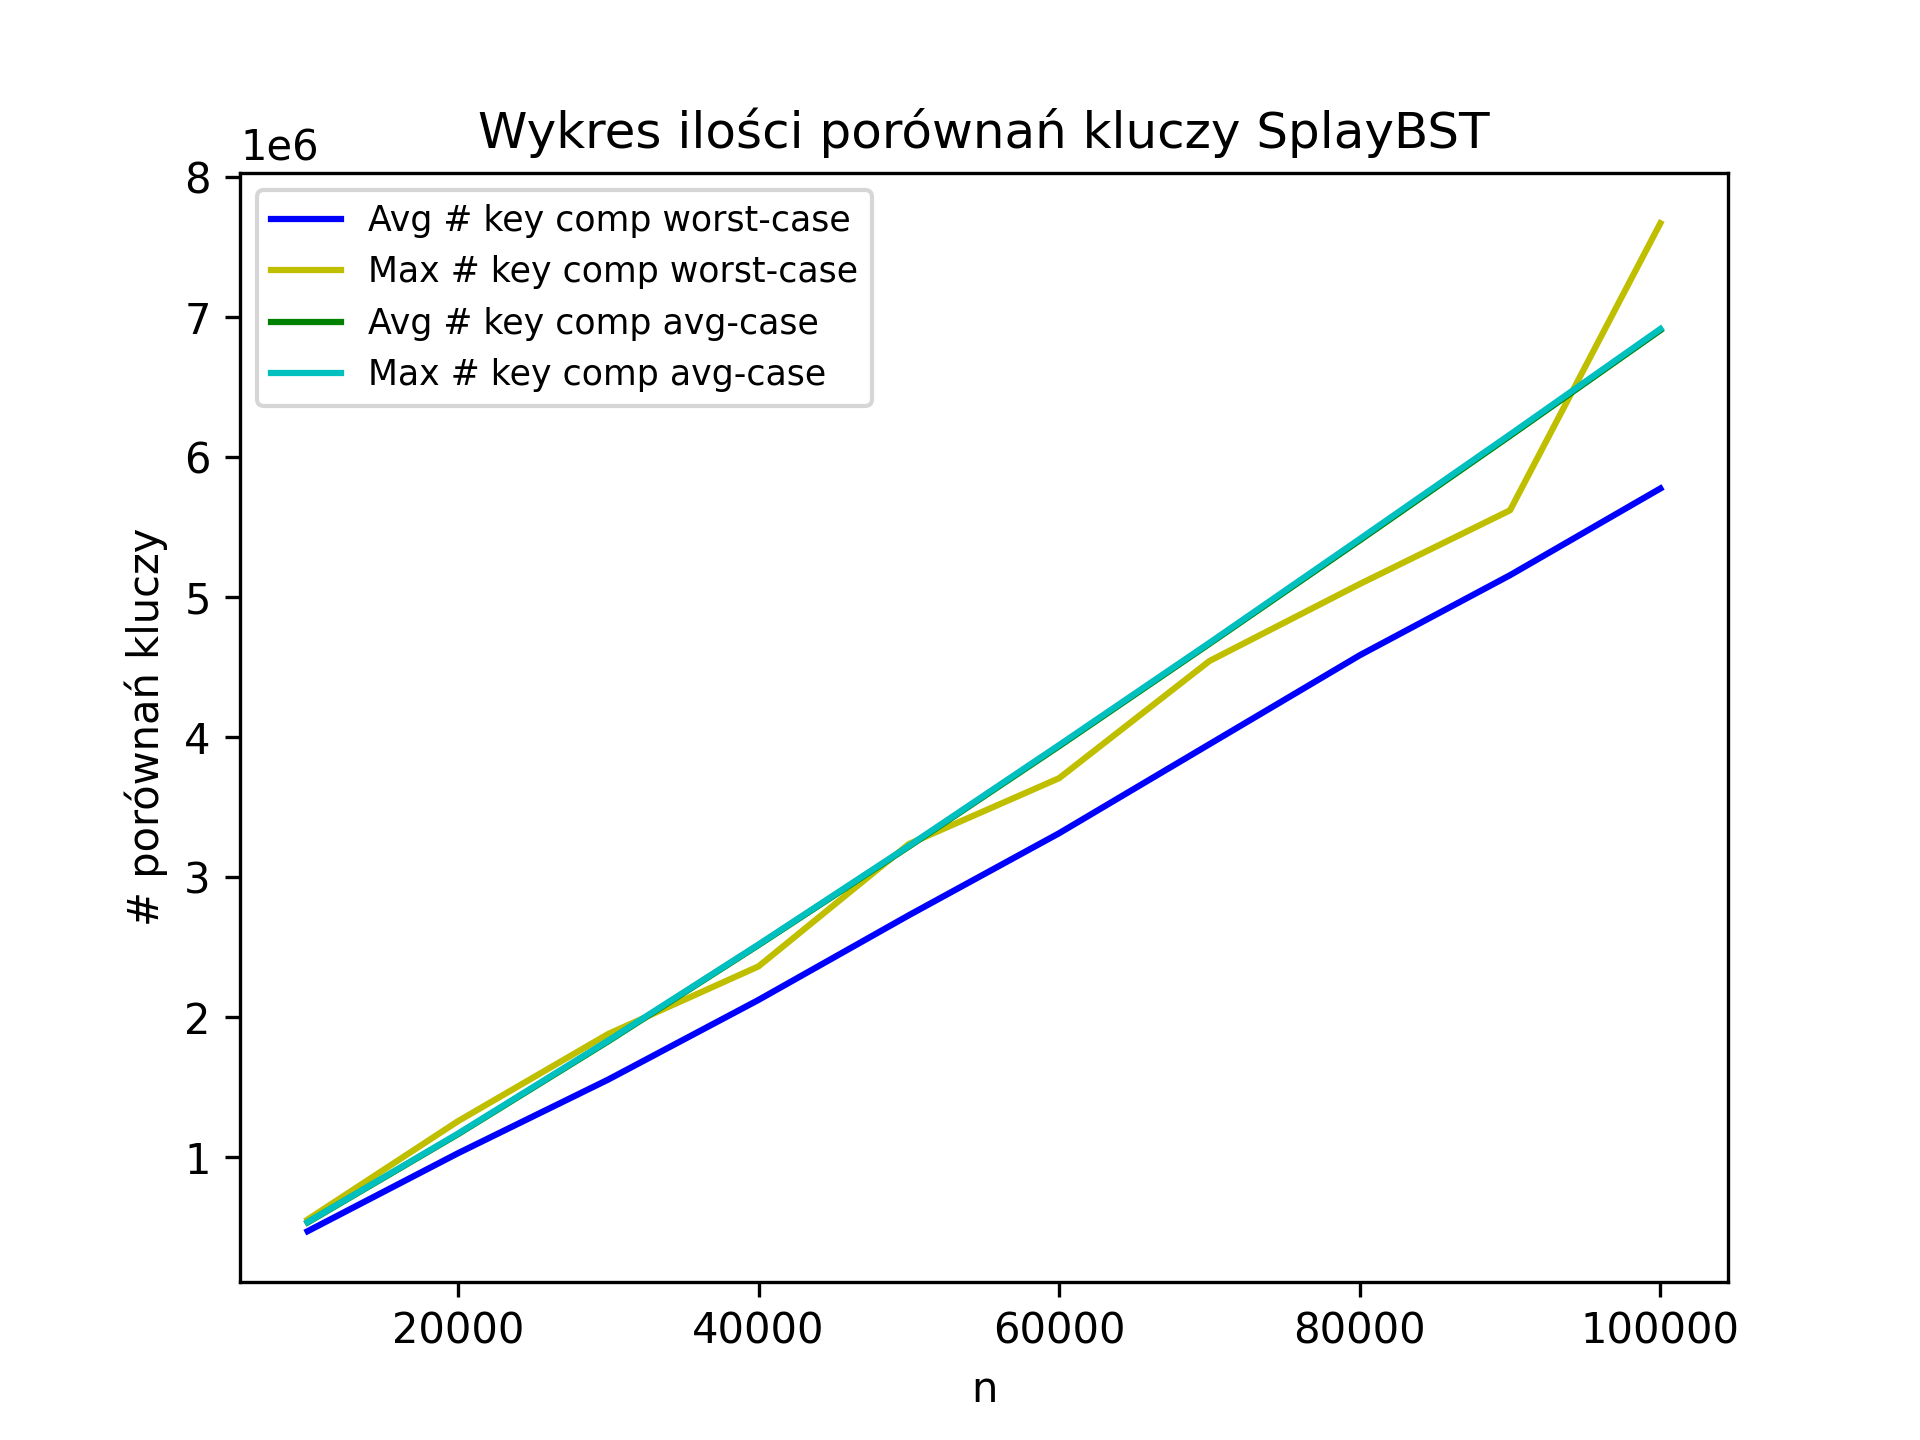 Wykres ilości porównań kluczy SplayBST
1e6
8
7
6
5
4
3
2
1
# porównań kluczy
Avg # key comp worst-case
Max # key comp worst-case
Avg # key comp avg-case
Max # key comp avg-case
20000 40000 60000 80000 100000
n